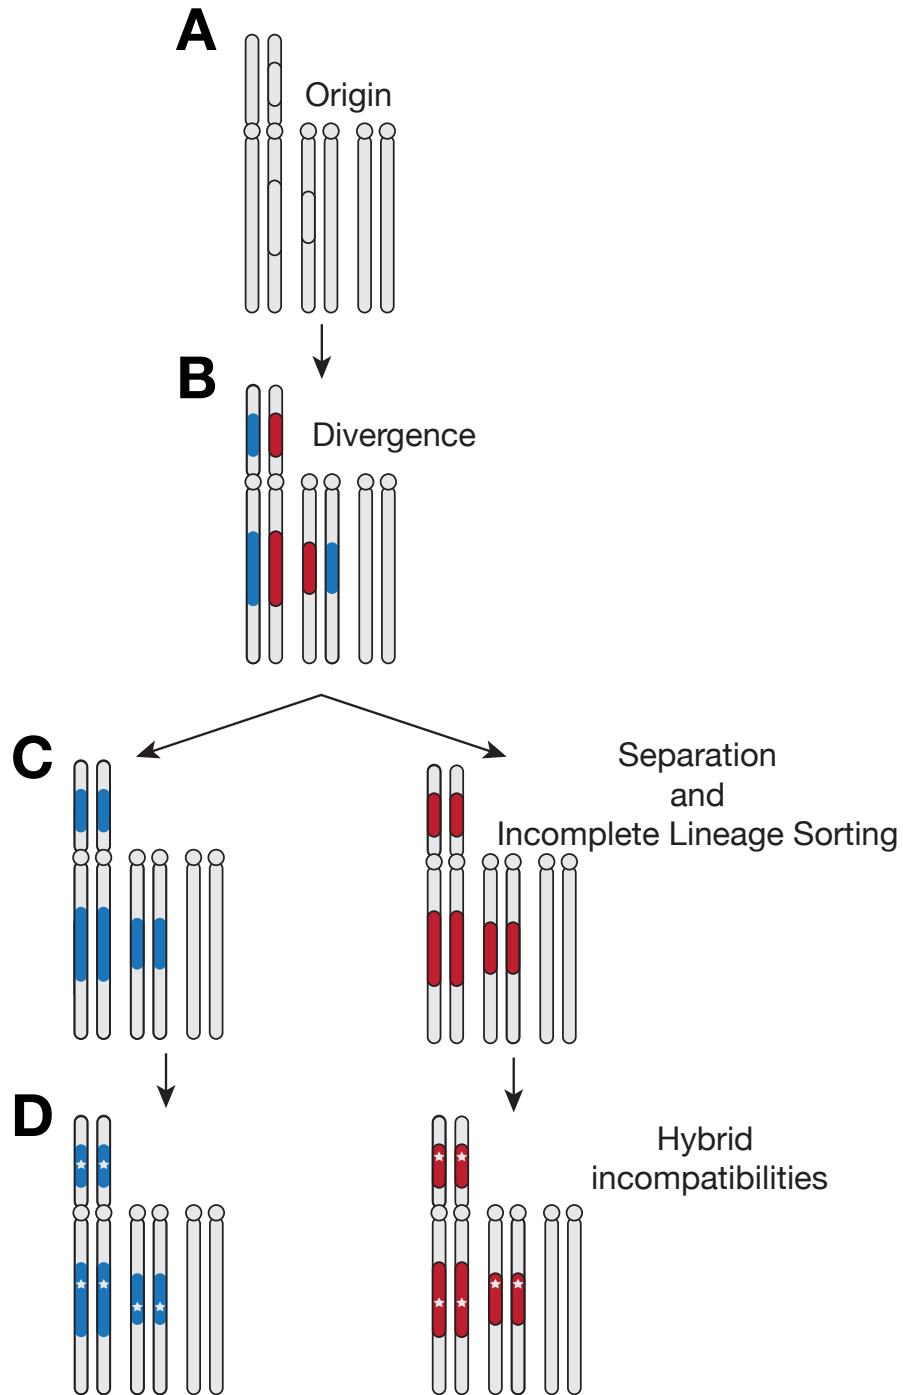 A
Origin
B
Divergence
C
Separation
and
Incomplete Lineage Sorting
D
Hybrid
incompatibilities